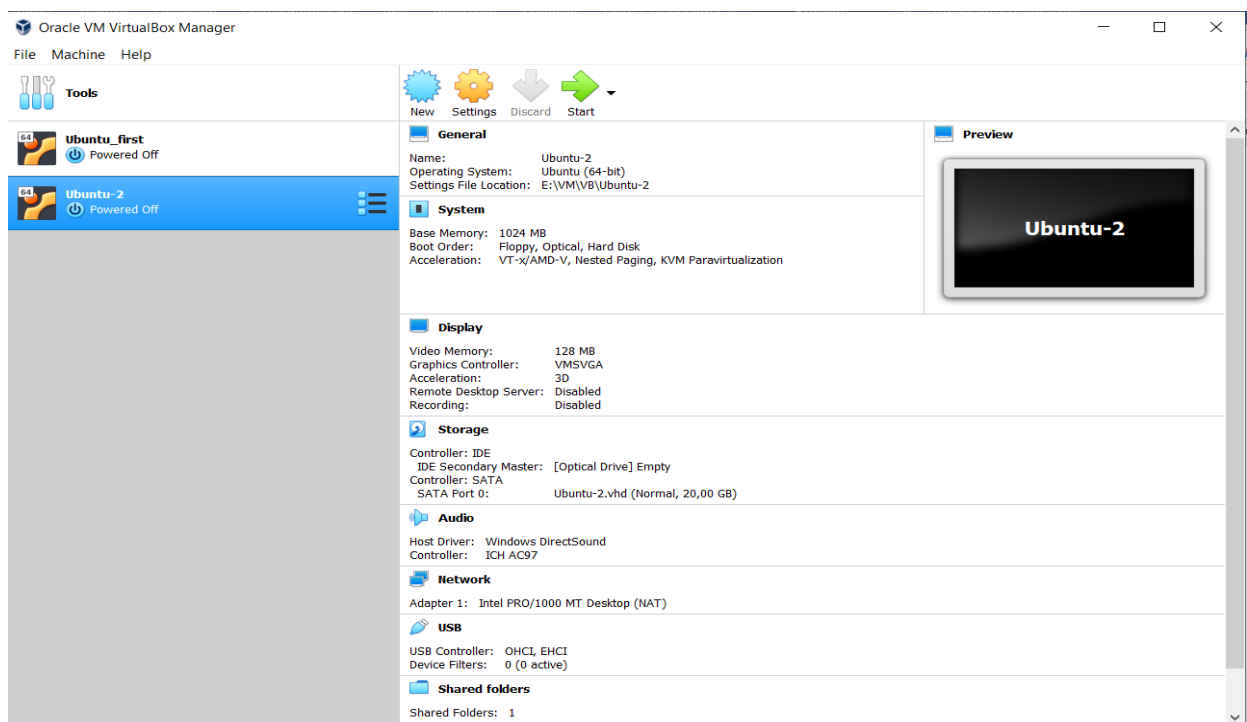 Oracle VM VirtualBox Manager
File Machine Help
Tools
New Settings Discard Start
64
Ubuntu_first
Powered Off
64
Ubuntu-2
Powered Off
General
Name: Ubuntu-2
Operating System: Ubuntu (64-bit)
Settings File Location: E:\VM\VB\Ubuntu-2
System
Base Memory: 1024 MB
Boot Order: Floppy, Optical, Hard Disk
Acceleration: VT-x/AMD-V, Nested Paging, KVM Paravirtualization
Preview
Ubuntu-2
Display
Video Memory: 128 MB
Graphics Controller: VMSVGA
Acceleration: 3D
Remote Desktop Server: Disabled
Recording: Disabled
Storage
Controller: IDE
IDE Secondary Master: [Optical Drive] Empty
Controller: SATA
SATA Port 0: Ubuntu-2.vhd (Normal, 20,00 GB)
Audio
Host Driver: Windows DirectSound
Controller: ICH AC97
Network
Adapter 1: Intel PRO/1000 MT Desktop (NAT)
USB
USB Controller: OHCI, EHCI
Device Filters: 0 (0 active)
Shared folders
Shared Folders: 1